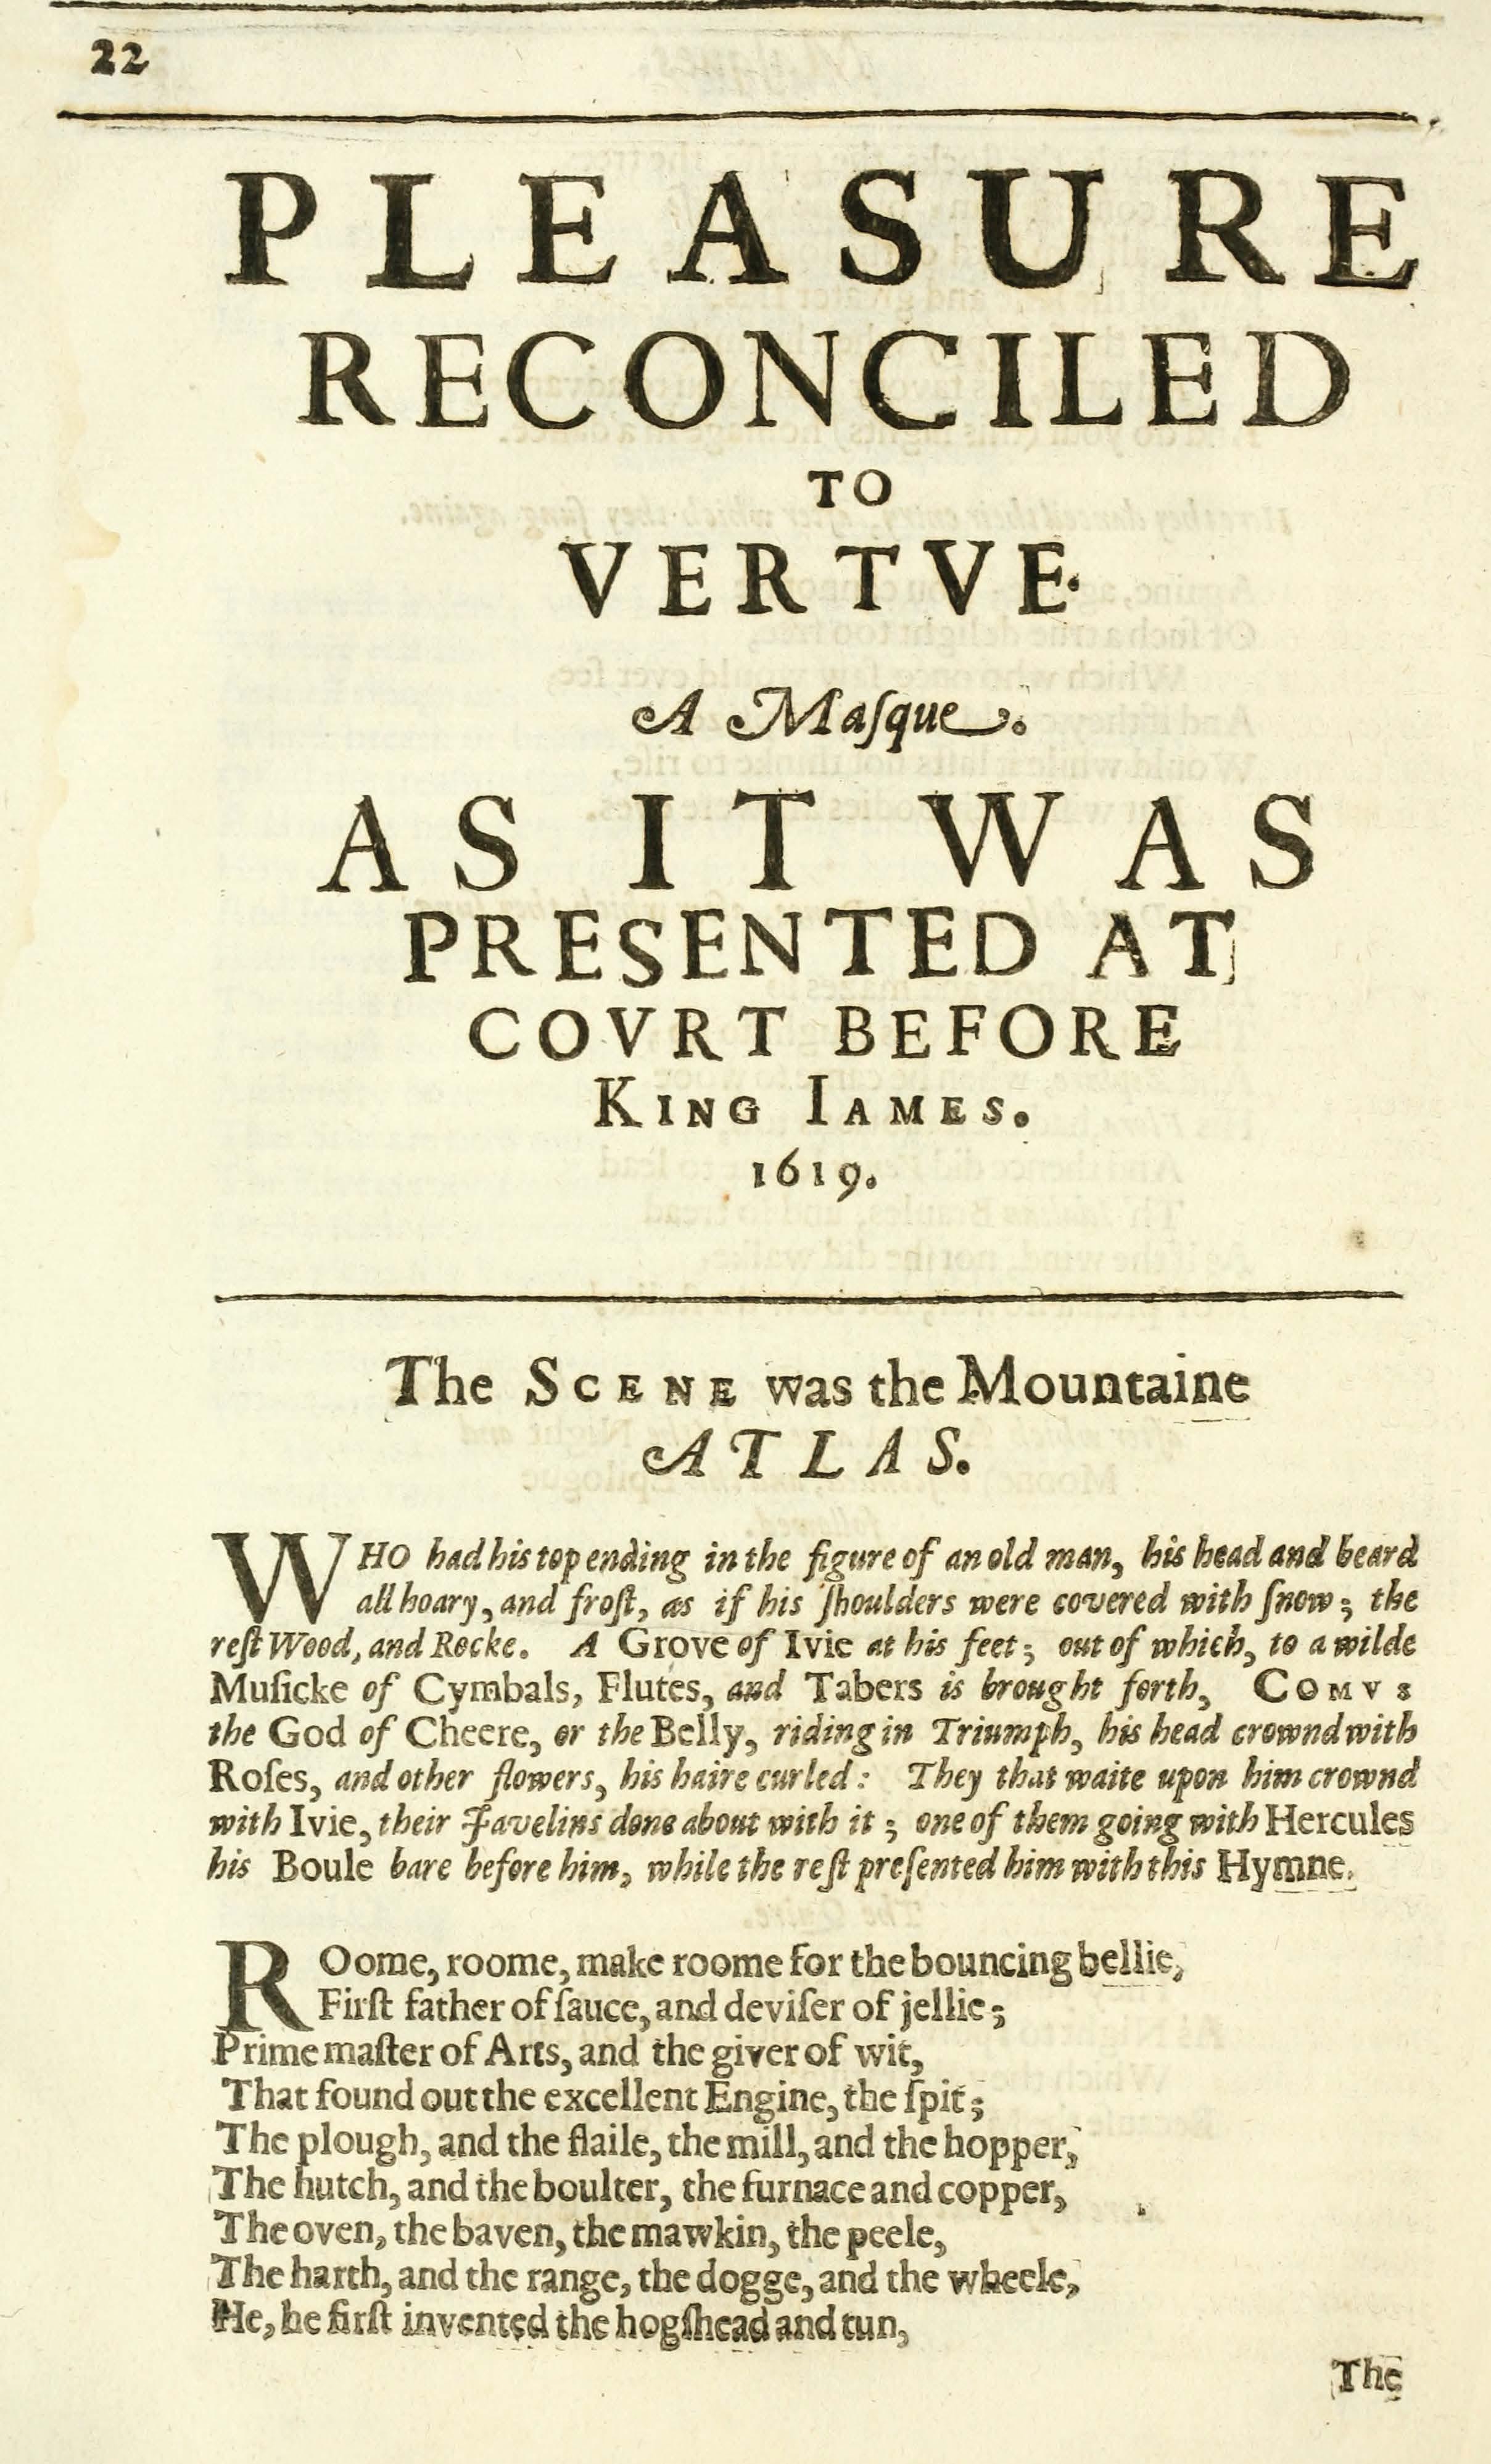 22
PLEASURE
RECONCILED
TO
VERTVE.
A Maſque.
AS IT WAS
PRESENTED AT
COVRT BEFORE
KING IAMES.
1619.
The SCENE was the Mountaine
ATLAS.
WHO had his top ending in the figure of an old man, his head and beard
all hoary, and froſt, as if his ſhoulders were covered with ſnow; the
reſt Wood, and Rocke. A Grove of Ivie at his feet; out of which, to a wilde
Muſicke of Cymbals, Flutes, and Tabers is brought forth, COMVS
the God of Cheere, or the Belly, riding in Triumph, his head crownd with
Roſes, and other flowers, his haire curled: They that waite upon him crownd
with Ivie, their Javelins done about with it; one of them going with Hercules
his Boule bare before him, while the reſt preſented him with this Hymne.
ROome, roome, make roome for the bouncing bellie,
Firſt father of ſauce, and deviſer of jellie;
Prime maſter of Arts, and the giver of wit,
That found out the excellent Engine, the ſpit;
The plough, and the flaile, the mill, and the hopper,
The hutch, and the boulter, the furnace and copper,
The oven, the baven, the mawkin, the peele,
The harth, and the range, the dogge, and the wheele,
He, he firſt invented the hogſhead and tun,
The